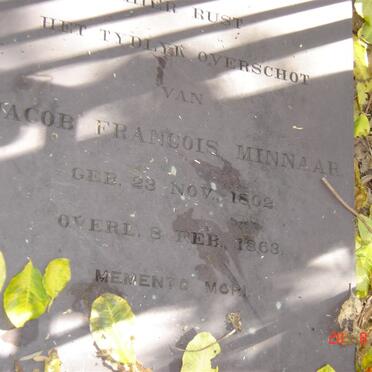 HIER RUST
HET TYDLYK OVERSCHOT
VAN
JACOB FRANCOIS MINNAAR
GEB. 23 NOV. 1802
OVERL. 8 FEB. 1863.
MEMENTO MORI